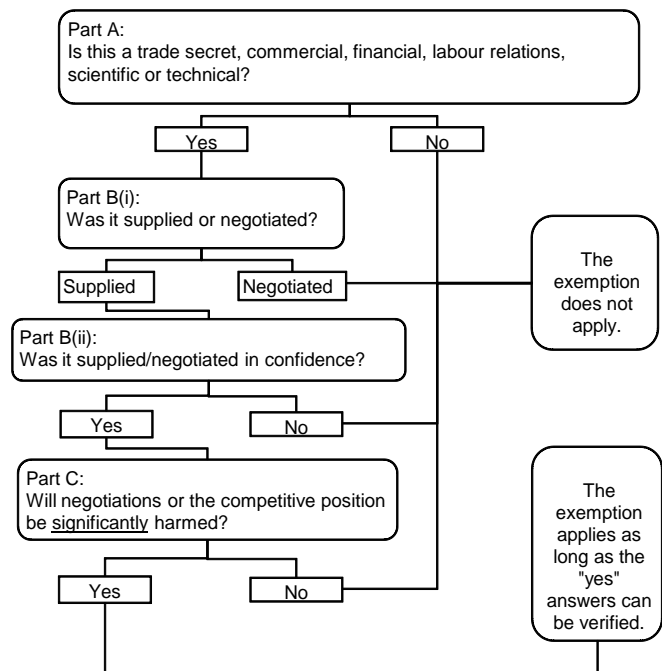 Part A:
Is this a trade secret, commercial, financial, labour relations,
scientific or technical?
Yes
No
Part B(i):
Was it supplied or negotiated?
Supplied
Negotiated
The
exemption
does not
apply.
Part B(ii):
Was it supplied/negotiated in confidence?
Yes
No
Part C:
Will negotiations or the competitive position
be significantly harmed?
Yes
No
The
exemption
applies as
long as the
"yes"
answers can
be verified.